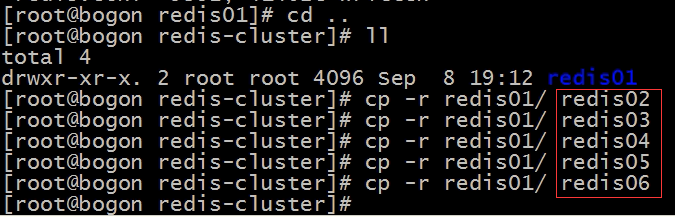 [root@bogon redis01]# cd ..
[root@bogon redis-cluster]# ll
total 4
drwxr-xr-x. 2 root root 4096 Sep  8 19:12 redis01
[root@bogon redis-cluster]# cp -r redis01/ redis02
[root@bogon redis-cluster]# cp -r redis01/ redis03
[root@bogon redis-cluster]# cp -r redis01/ redis04
[root@bogon redis-cluster]# cp -r redis01/ redis05
[root@bogon redis-cluster]# cp -r redis01/ redis06
[root@bogon redis-cluster]#